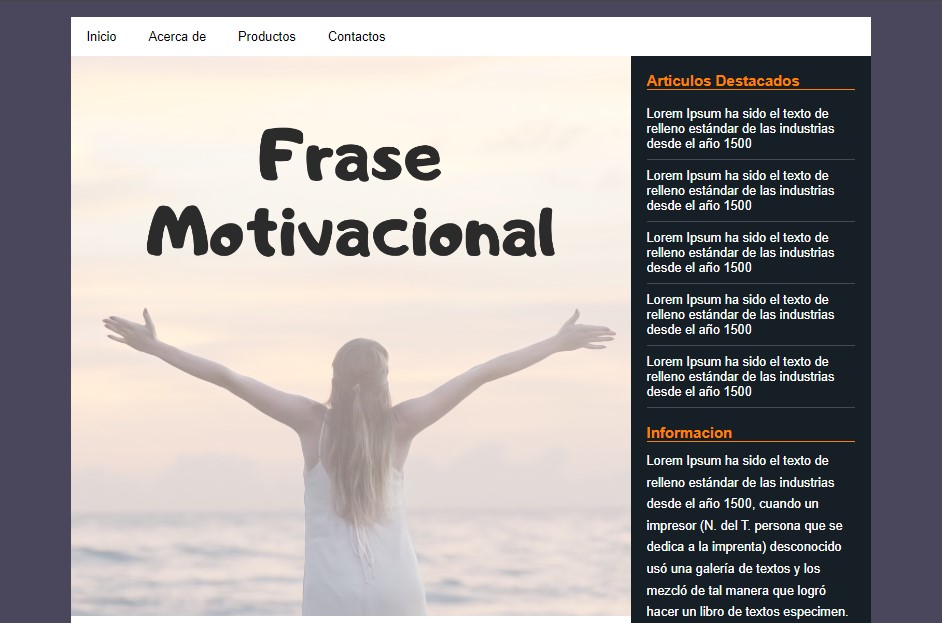 Inicio Acerca de Productos Contactos
Frase
Motivacional
Articulos Destacados
Lorem Ipsum ha sido el texto de
relleno estándar de las industrias
desde el año 1500
Lorem Ipsum ha sido el texto de
relleno estándar de las industrias
desde el año 1500
Lorem Ipsum ha sido el texto de
relleno estándar de las industrias
desde el año 1500
Lorem Ipsum ha sido el texto de
relleno estándar de las industrias
desde el año 1500
Lorem Ipsum ha sido el texto de
relleno estándar de las industrias
desde el año 1500
Informacion
Lorem Ipsum ha sido el texto de
relleno estándar de las industrias
desde el año 1500, cuando un
impresor (N. del T. persona que se
dedica a la imprenta) desconocido
usó una galería de textos y los
mezcló de tal manera que logró
hacer un libro de textos especimen.